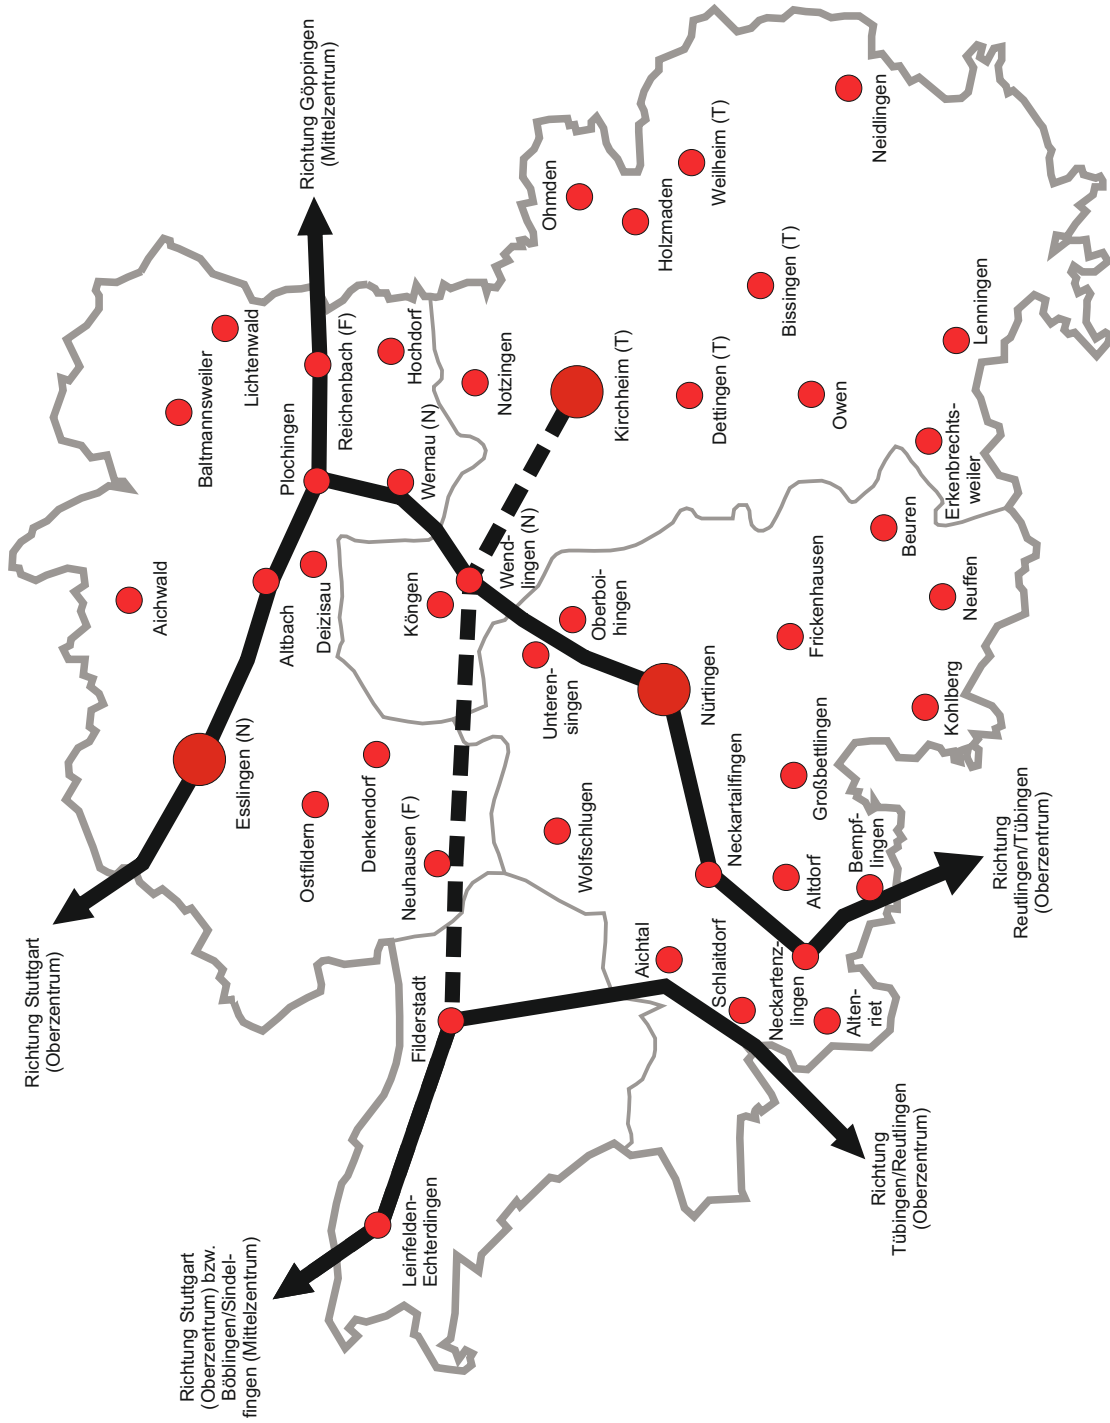 Richtung Stuttgart
(Oberzentrum)
Richtung Göppingen
(Mittelzentrum)
Aichwald
Baltmannsweiler
Lichtenwald
Esslingen (N)
Altbach
Plochingen
Reichenbach (F)
Deizisau
Hochdorf
Ostfildern
Denkendorf
Wernau (N)
Richtung Stuttgart
(Oberzentrum) bzw.
Böblingen/Sindel-
fingen (Mittelzentrum)
Leinfelden-
Echterdingen
Filderstadt
Neuhausen (F)
Köngen
Wend-
lingen (N)
Notzingen
Ohmden
Holzmaden
Kirchheim (T)
Weilheim (T)
Unteren-
singen
Oberboi-
hingen
Wolfschlugen
Aichtal
Nürtingen
Dettingen (T)
Bissingen (T)
Neidlingen
Schlaitdorf
Neckartailfingen
Neckartenz-
lingen
Altdorf
Großbettlingen
Frickenhausen
Owen
Alten-
riet
Bempf-
lingen
Beuren
Erkenbrechts-
weiler
Lenningen
Kohlberg
Neuffen
Richtung
Tübingen/Reutlingen
(Oberzentrum)
Richtung
Reutlingen/Tübingen
(Oberzentrum)